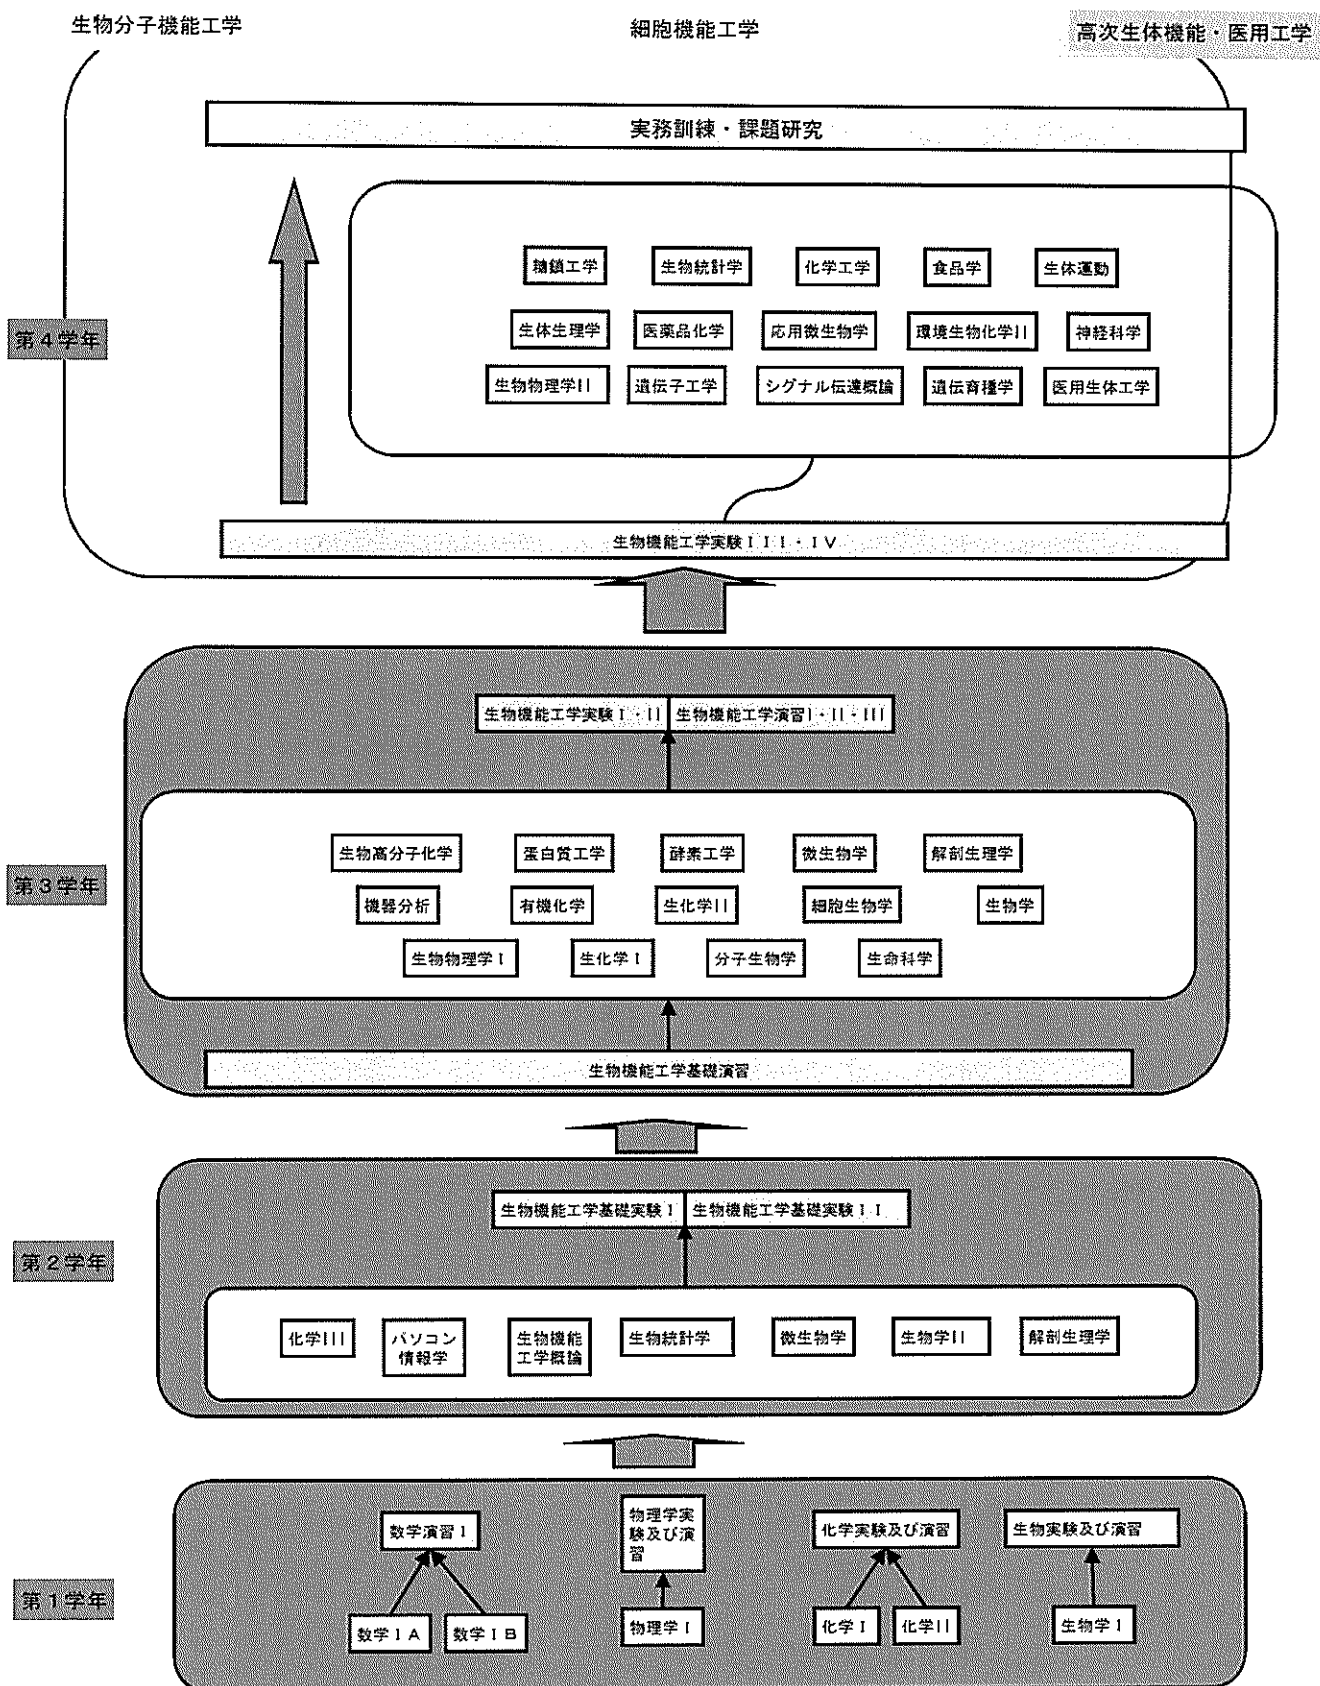 生物分子機能工学
細胞機能工学
高次生体機能・医用工学
実務訓練・課題研究
糖鎖工学
生物統計学
化学工学
食品学
生体運動
第4学年
生体生理学
医薬品化学
応用微生物学
環境生物化学II
神経科学
生物物理学II
遺伝子工学
シグナル伝達概論
遺伝育種学
医用生体工学
生物機能工学実験III・IV
生物機能工学実験I・II
生物機能工学演習I・II・III
第3学年
生物高分子化学
蛋白質工学
酵素工学
微生物学
解剖生理学
機器分析
有機化学
生化学II
細胞生物学
生物学
生物物理学I
生化学I
分子生物学
生命科学
生物機能工学基礎演習
生物機能工学基礎実験I
生物機能工学基礎実験II
第2学年
化学III
パソコン
情報学
生物機能
工学概論
生物統計学
微生物学
生物学II
解剖生理学
数学演習I
物理学実
験及び演
習
化学実験及び演習
生物実験及び演習
第1学年
数学IA
数学IB
物理学I
化学I
化学II
生物学I